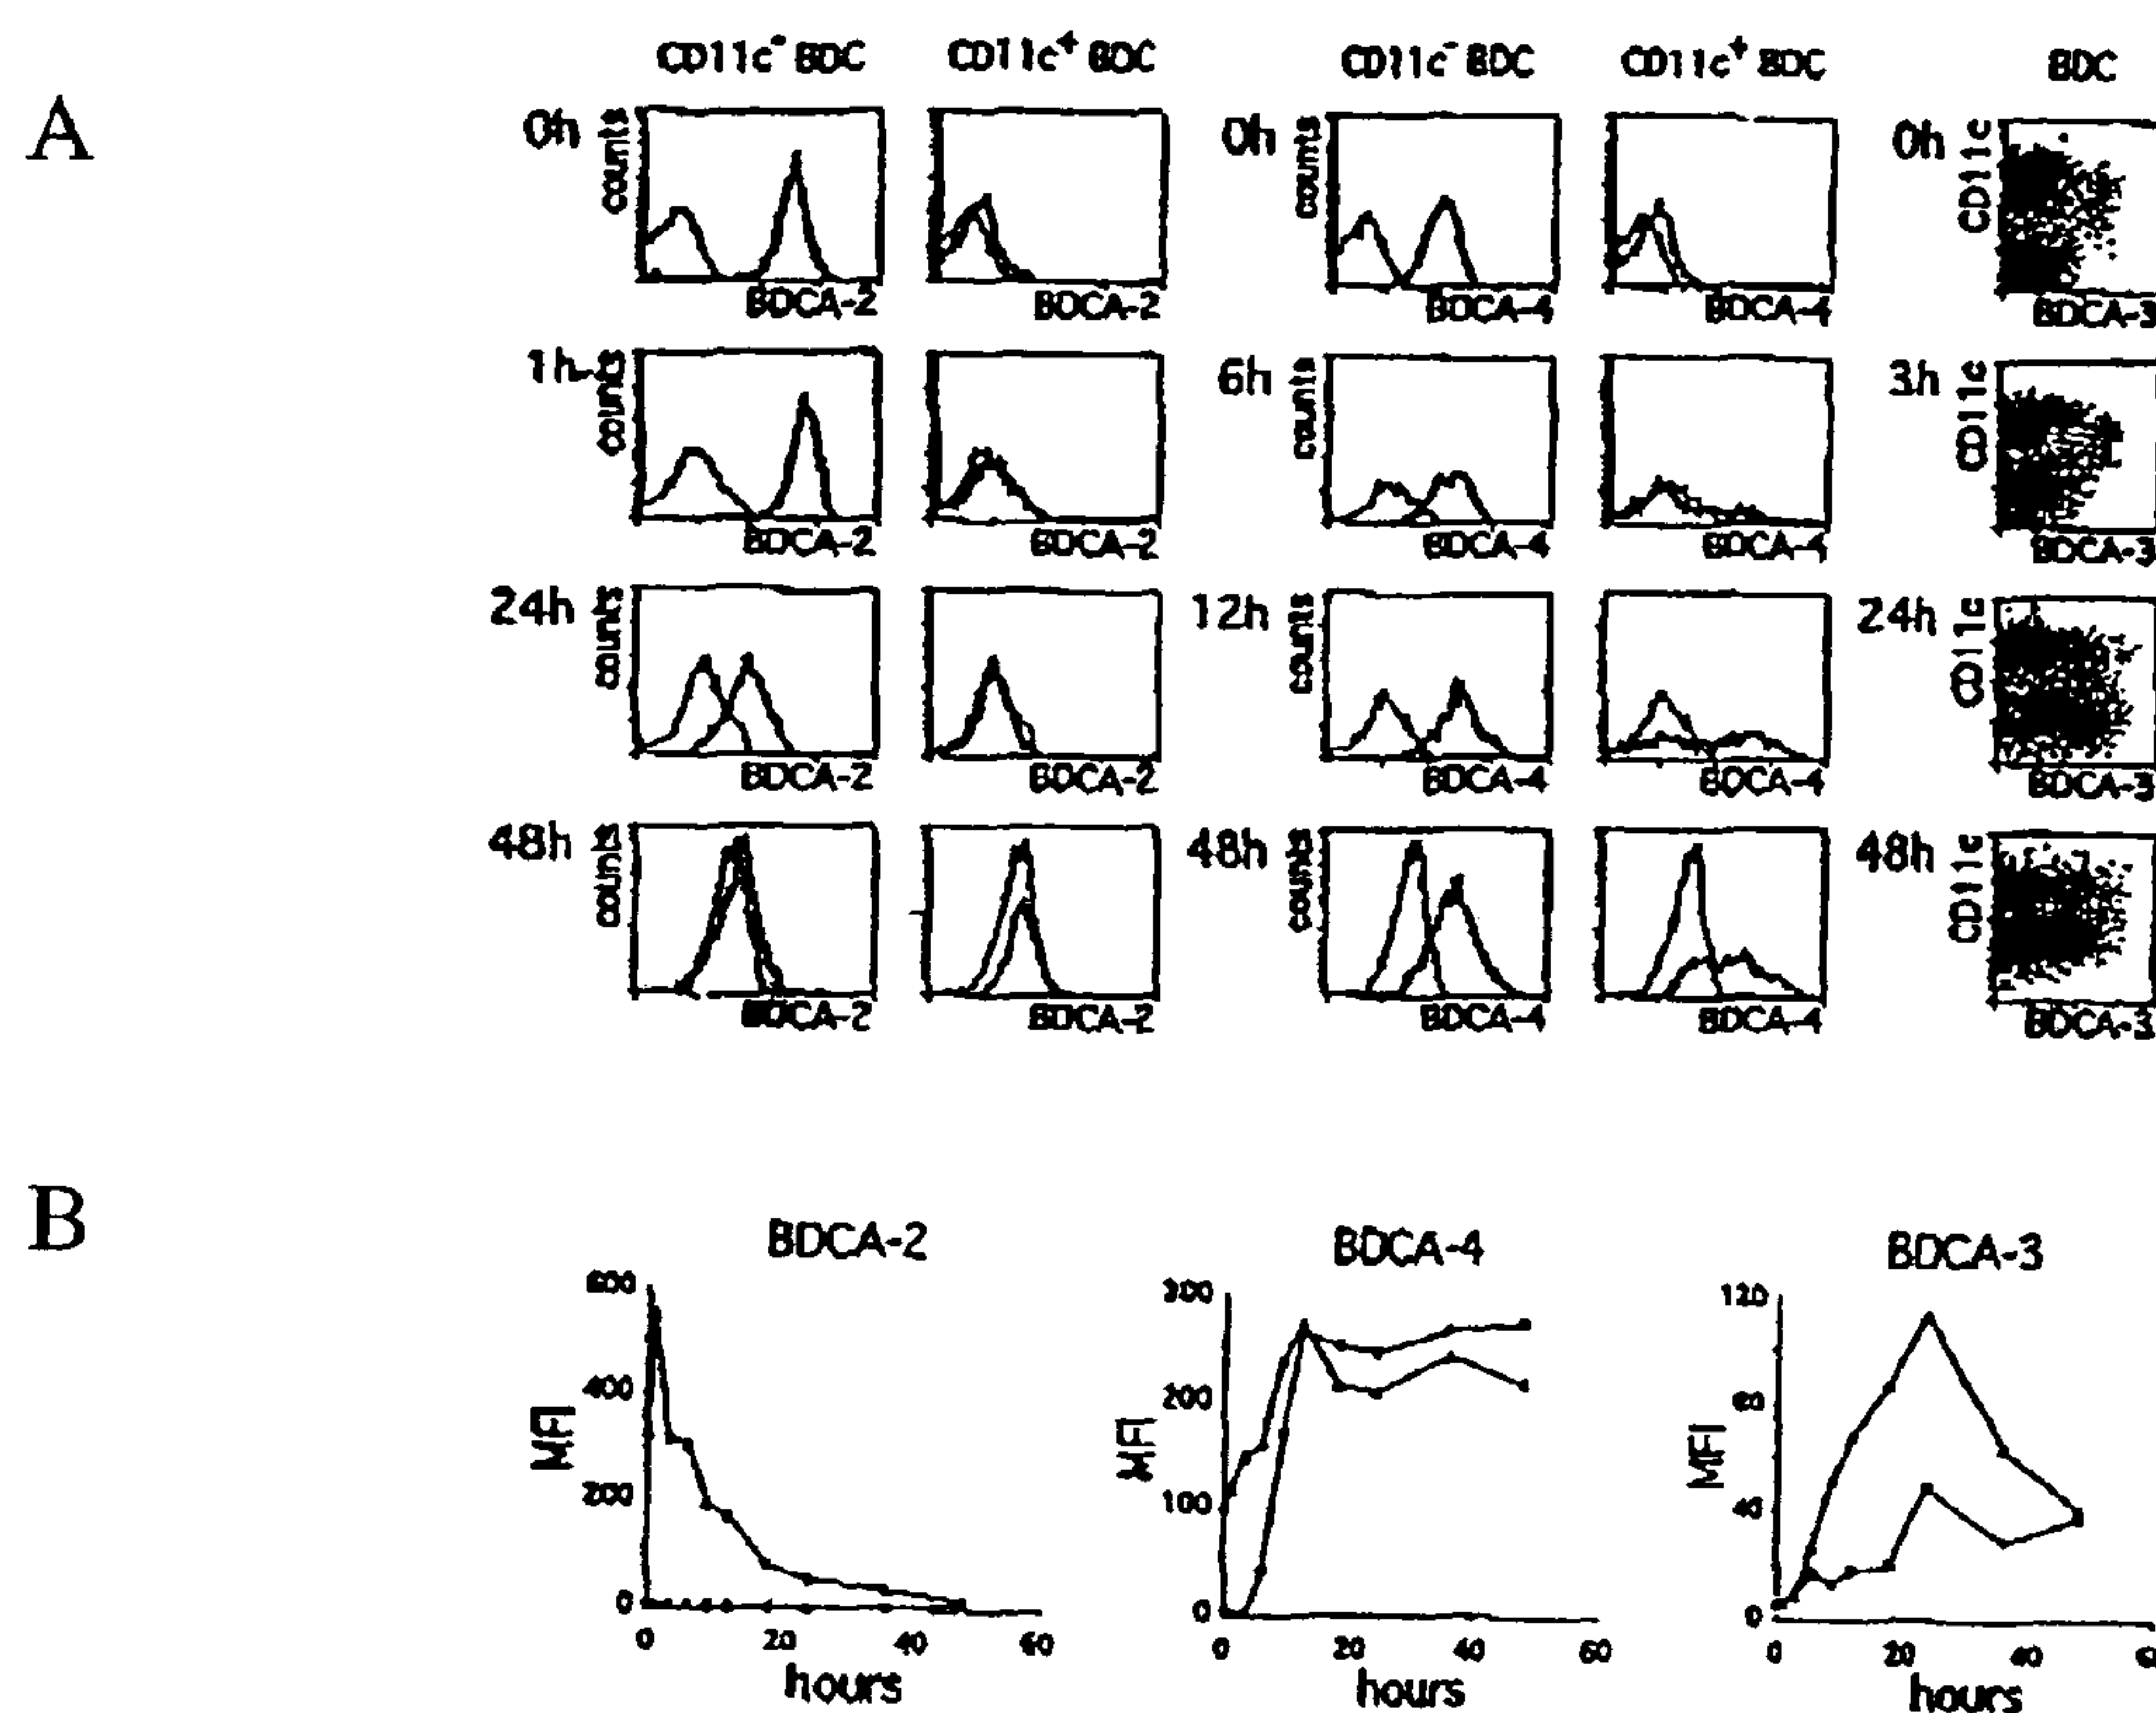 A
CD11c⁻ BDC CD11c⁺ BDC CD11c⁻ BDC CD11c⁺ BDC BDC
0h counts 0h counts 0h CD11c
BDCA-2 BDCA-2 BDCA-4 BDCA-4 BDCA-3
1h counts 6h counts 3h CD11c
BDCA-2 BDCA-2 BDCA-4 BDCA-4 BDCA-3
24h counts 12h counts 24h CD11c
BDCA-2 BDCA-2 BDCA-4 BDCA-4 BDCA-3
48h counts 48h counts 48h CD11c
BDCA-2 BDCA-2 BDCA-4 BDCA-4 BDCA-3
B
BDCA-2 BDCA-4 BDCA-3
600 300 120
400 200
MFI MFI MFI
200 100
0 0 0
0 20 40 60 0 20 40 60 0 20 40
hours hours hours